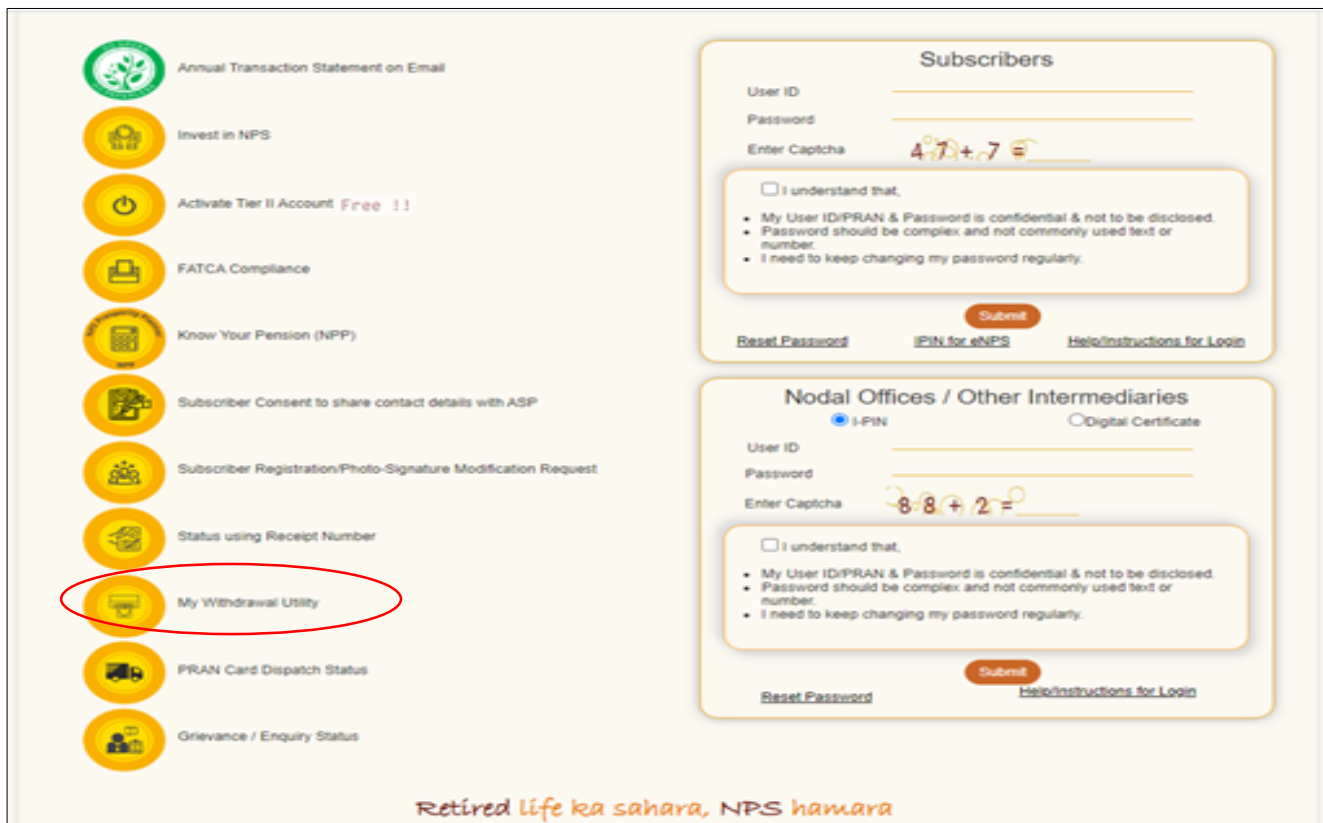 Annual Transaction Statement on Email
Invest in NPS
Activate Tier II Account Free !!
FATCA Compliance
Know Your Pension (NPP)
NPP
Subscriber Consent to share contact details with ASP
Subscriber Registration/Photo-Signature Modification Request
Status using Receipt Number
My Withdrawal Utility
PRAN Card Dispatch Status
Grievance / Enquiry Status
Subscribers
User ID
Password
Enter Captcha 47 + 7 =
I understand that,
• My User ID/PRAN & Password is confidential & not to be disclosed.
• Password should be complex and not commonly used text or
number.
• I need to keep changing my password regularly.
Submit
Reset Password IPIN for eNPS Help/Instructions for Login
Nodal Offices / Other Intermediaries
I-PIN Digital Certificate
User ID
Password
Enter Captcha 88 + 2 =
I understand that,
• My User ID/PRAN & Password is confidential & not to be disclosed.
• Password should be complex and not commonly used text or
number.
• I need to keep changing my password regularly.
Submit
Reset Password Help/Instructions for Login
Retired life ka sahara, NPS hamara